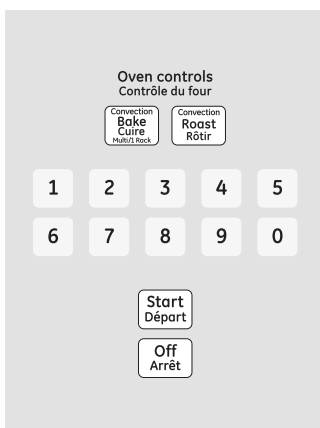 Oven controls
Contrôle du four
Convection
Bake
Cuire
Multi/1 Rack
Convection
Roast
Rôtir
1 2 3 4 5
6 7 8 9 0
Start
Départ
Off
Arrêt